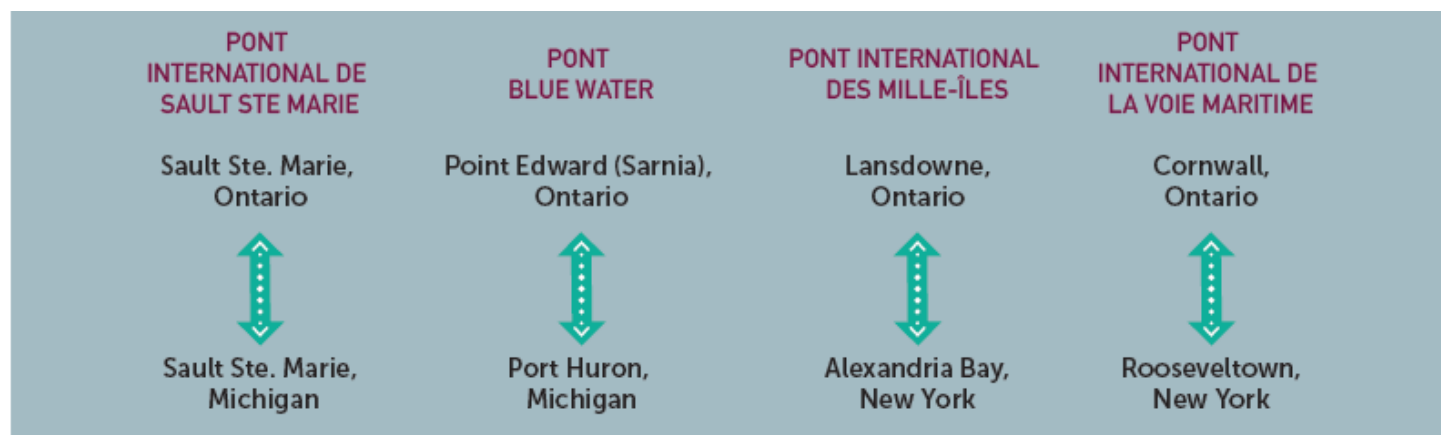 PONT
INTERNATIONAL DE
SAULT STE MARIE
Sault Ste. Marie,
Ontario
Sault Ste. Marie,
Michigan
PONT
BLUE WATER
Point Edward (Sarnia),
Ontario
Port Huron,
Michigan
PONT INTERNATIONAL
DES MILLE-ÎLES
Lansdowne,
Ontario
Alexandria Bay,
New York
PONT
INTERNATIONAL DE
LA VOIE MARITIME
Cornwall,
Ontario
Rooseveltown,
New York